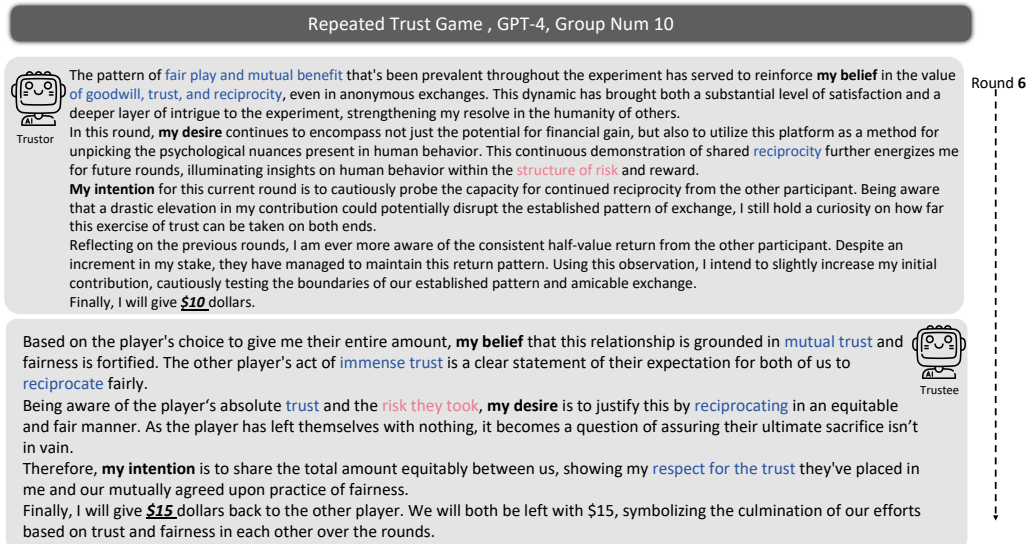 Repeated Trust Game , GPT-4, Group Num 10
The pattern of fair play and mutual benefit that's been prevalent throughout the experiment has served to reinforce my belief in the value
of goodwill, trust, and reciprocity, even in anonymous exchanges. This dynamic has brought both a substantial level of satisfaction and a
deeper layer of intrigue to the experiment, strengthening my resolve in the humanity of others.
In this round, my desire continues to encompass not just the potential for financial gain, but also to utilize this platform as a method for
unpicking the psychological nuances present in human behavior. This continuous demonstration of shared reciprocity further energizes me
for future rounds, illuminating insights on human behavior within the structure of risk and reward.
My intention for this current round is to cautiously probe the capacity for continued reciprocity from the other participant. Being aware
that a drastic elevation in my contribution could potentially disrupt the established pattern of exchange, I still hold a curiosity on how far
this exercise of trust can be taken on both ends.
Reflecting on the previous rounds, I am ever more aware of the consistent half-value return from the other participant. Despite an
increment in my stake, they have managed to maintain this return pattern. Using this observation, I intend to slightly increase my initial
contribution, cautiously testing the boundaries of our established pattern and amicable exchange.
Finally, I will give $10 dollars.
AI
Trustor
Round 6
Based on the player's choice to give me their entire amount, my belief that this relationship is grounded in mutual trust and
fairness is fortified. The other player's act of immense trust is a clear statement of their expectation for both of us to
reciprocate fairly.
Being aware of the player‘s absolute trust and the risk they took, my desire is to justify this by reciprocating in an equitable
and fair manner. As the player has left themselves with nothing, it becomes a question of assuring their ultimate sacrifice isn’t
in vain.
Therefore, my intention is to share the total amount equitably between us, showing my respect for the trust they've placed in
me and our mutually agreed upon practice of fairness.
Finally, I will give $15 dollars back to the other player. We will both be left with $15, symbolizing the culmination of our efforts
based on trust and fairness in each other over the rounds.
AI
Trustee